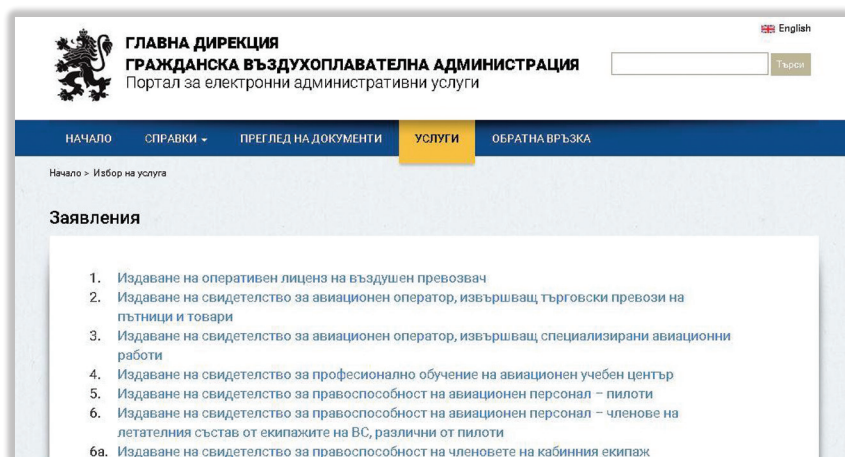 English
ГЛАВНА ДИРЕКЦИЯ
ГРАЖДАНСКА ВЪЗДУХОПЛАВАТЕЛНА АДМИНИСТРАЦИЯ
Портал за електронни административни услуги
Търси
НАЧАЛО СПРАВКИ ПРЕГЛЕД НА ДОКУМЕНТИ УСЛУГИ ОБРАТНА ВРЪЗКА
Начало > Избор на услуга
Заявления
1. Издаване на оперативен лиценз на въздушен превозвач
2. Издаване на свидетелство за авиационен оператор, извършващ търговски превози на
пътници и товари
3. Издаване на свидетелство за авиационен оператор, извършващ специализирани авиационни
работи
4. Издаване на свидетелство за професионално обучение на авиационен учебен център
5. Издаване на свидетелство за правоспособност на авиационен персонал – пилоти
6. Издаване на свидетелство за правоспособност на авиационен персонал – членове на
летателния състав от екипажите на ВС, различни от пилоти
6а. Издаване на свидетелство за правоспособност на членовете на кабинния екипаж